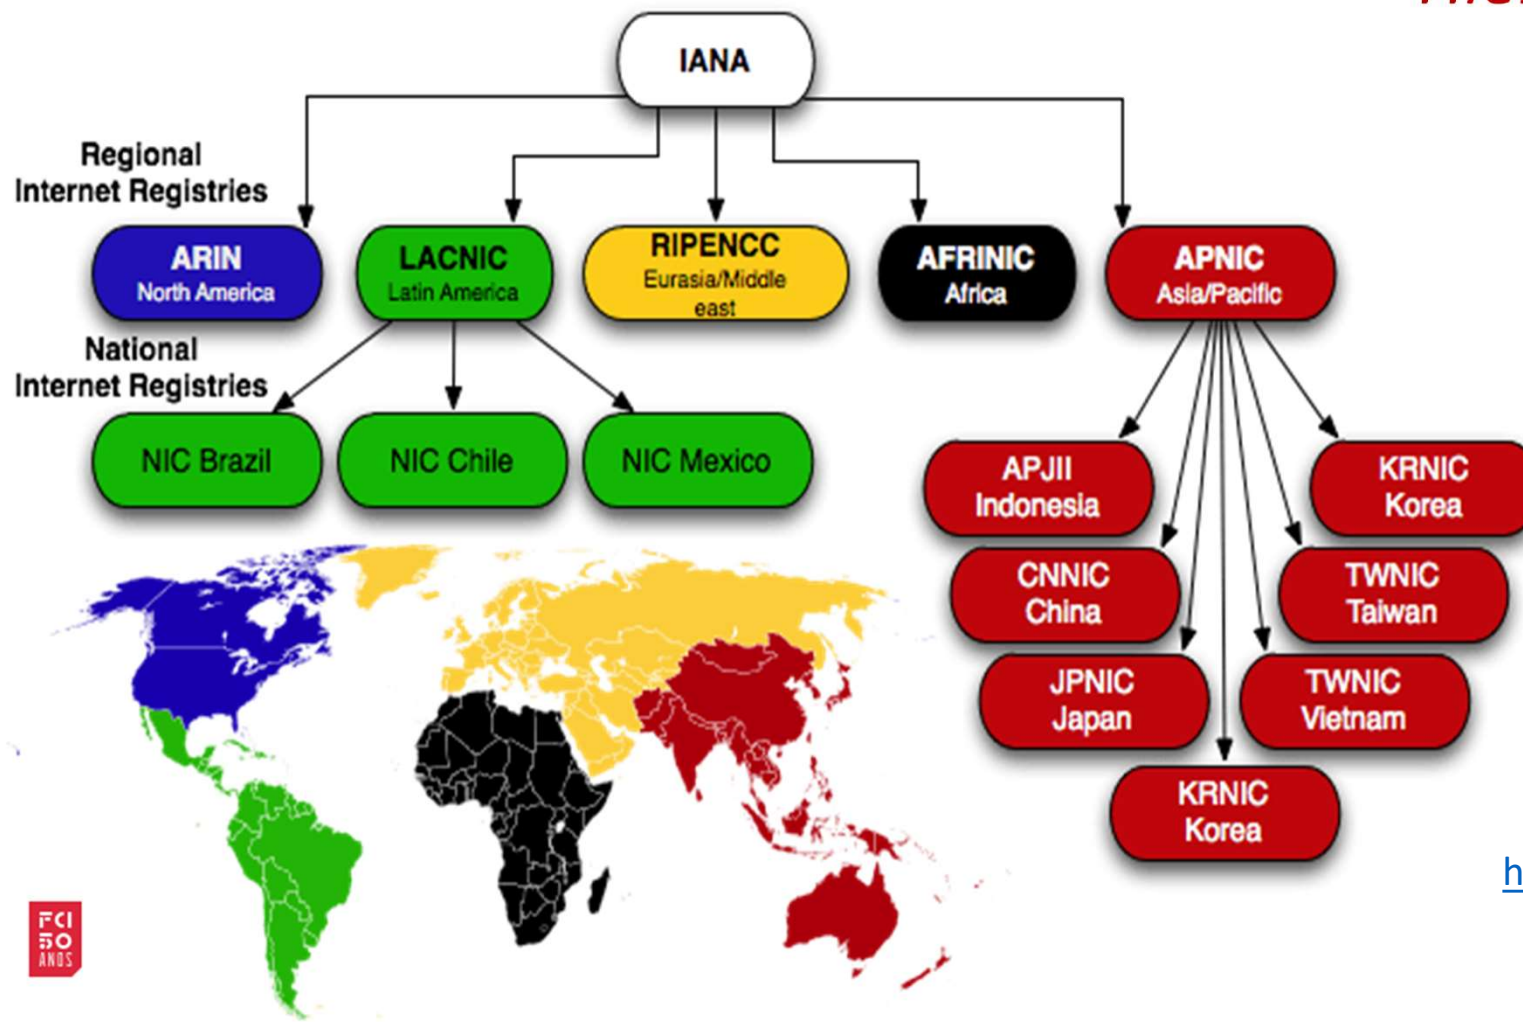 IANA
Regional
Internet Registries
ARIN
North America
LACNIC
Latin America
RIPENCC
Eurasia/Middle
east
AFRINIC
Africa
APNIC
Asia/Pacific
National
Internet Registries
NIC Brazil
NIC Chile
NIC Mexico
APJII
Indonesia
KRNIC
Korea
CNNIC
China
TWNIC
Taiwan
JPNIC
Japan
TWNIC
Vietnam
KRNIC
Korea
h
FCI
50
ANOS